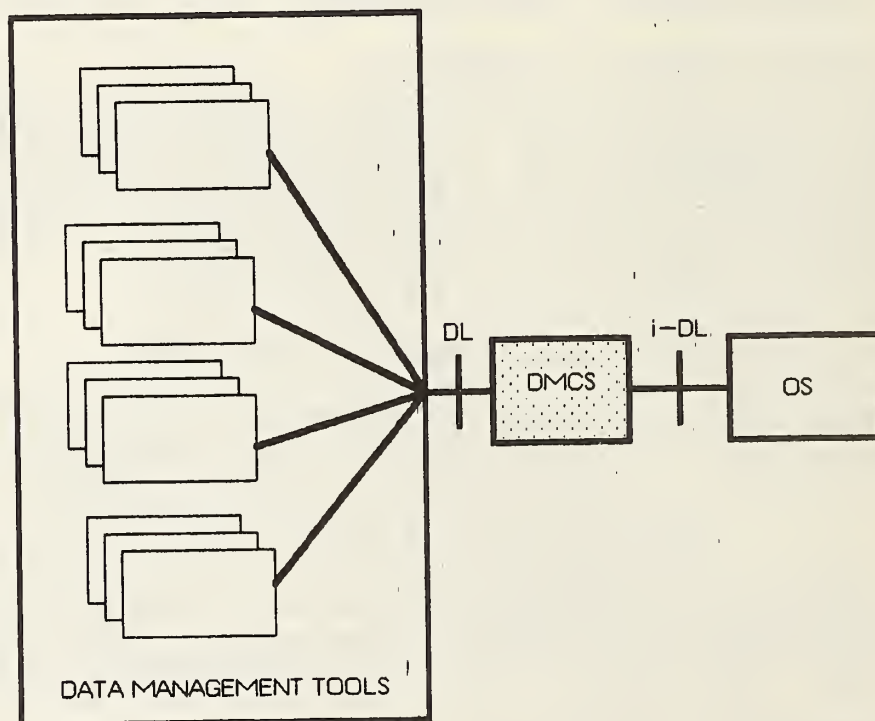 DL
i-DL
DMCS
OS
DATA MANAGEMENT TOOLS